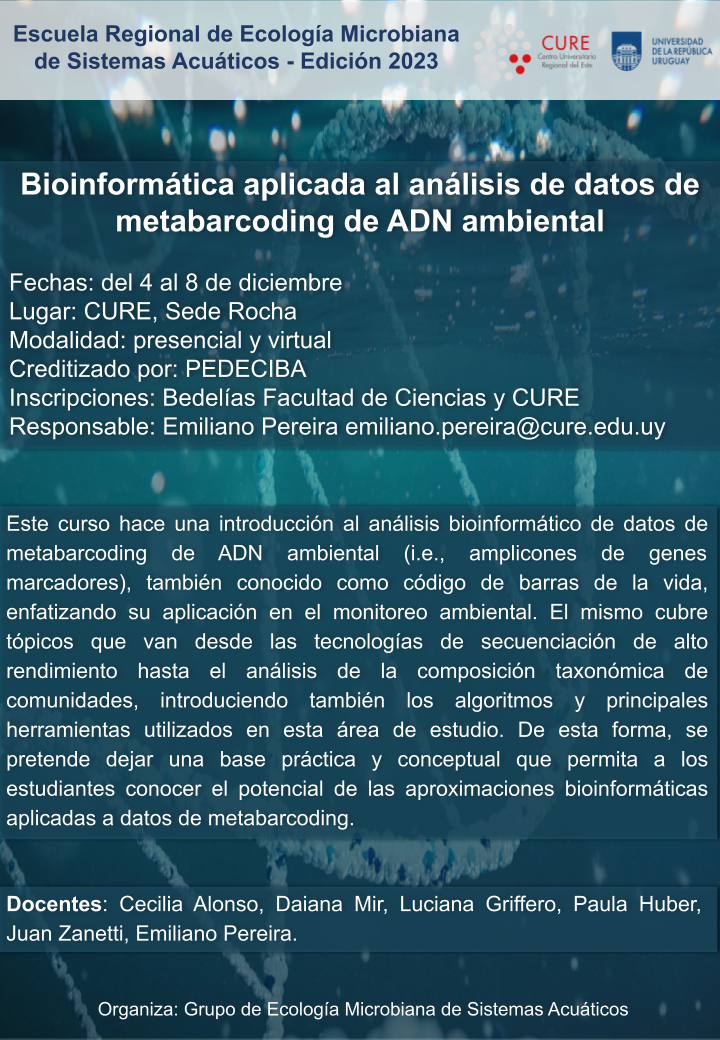 Escuela Regional de Ecología Microbiana
de Sistemas Acuáticos - Edición 2023
CURE
Centro Universitario
Regional del Este
UNIVERSIDAD
DE LA REPÚBLICA
URUGUAY
Bioinformática aplicada al análisis de datos de
metabarcoding de ADN ambiental
Fechas: del 4 al 8 de diciembre
Lugar: CURE, Sede Rocha
Modalidad: presencial y virtual
Creditizado por: PEDECIBA
Inscripciones: Bedelías Facultad de Ciencias y CURE
Responsable: Emiliano Pereira emiliano.pereira@cure.edu.uy
Este curso hace una introducción al análisis bioinformático de datos de
metabarcoding de ADN ambiental (i.e., amplicones de genes
marcadores), también conocido como código de barras de la vida,
enfatizando su aplicación en el monitoreo ambiental. El mismo cubre
tópicos que van desde las tecnologías de secuenciación de alto
rendimiento hasta el análisis de la composición taxonómica de
comunidades, introduciendo también los algoritmos y principales
herramientas utilizados en esta área de estudio. De esta forma, se
pretende dejar una base práctica y conceptual que permita a los
estudiantes conocer el potencial de las aproximaciones bioinformáticas
aplicadas a datos de metabarcoding.
Docentes: Cecilia Alonso, Daiana Mir, Luciana Griffero, Paula Huber,
Juan Zanetti, Emiliano Pereira.
Organiza: Grupo de Ecología Microbiana de Sistemas Acuáticos